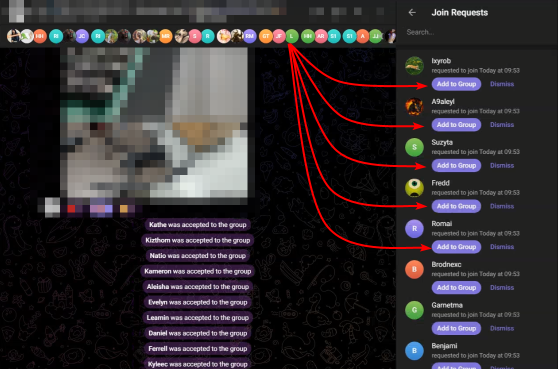 Join Requests
Search...
Ixyrob
requested to join Today at 09:53
Add to Group Dismiss
A9aleyl
requested to join Today at 09:53
Add to Group Dismiss
Suzyta
requested to join Today at 09:53
Add to Group Dismiss
Fredd
requested to join Today at 09:53
Add to Group Dismiss
Romai
requested to join Today at 09:53
Add to Group Dismiss
Brodnexc
requested to join Today at 09:53
Add to Group Dismiss
Garnetma
requested to join Today at 09:53
Add to Group Dismiss
Benjami
requested to join Today at 09:53
Add to Group Dismiss
Kathe was accepted to the group
Kizthom was accepted to the group
Natio was accepted to the group
Kameron was accepted to the group
Aleisha was accepted to the group
Evelyn was accepted to the group
Learnin was accepted to the group
Daniel was accepted to the group
Ferrell was accepted to the group
Kyleec was accepted to the group